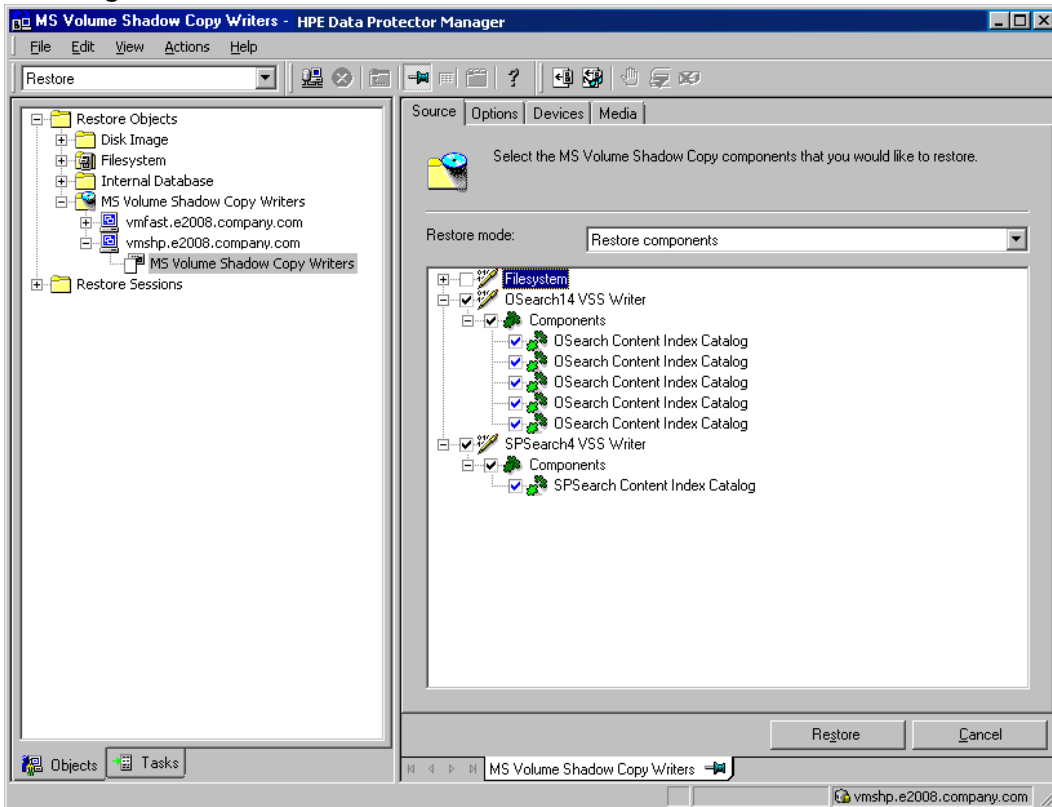 MS Volume Shadow Copy Writers - HPE Data Protector Manager
File Edit View Actions Help
Restore
Restore Objects
Disk Image
Filesystem
Internal Database
MS Volume Shadow Copy Writers
vmfast.e2008.company.com
vmshp.e2008.company.com
MS Volume Shadow Copy Writers
Restore Sessions
Objects Tasks
Source Options Devices Media
Select the MS Volume Shadow Copy components that you would like to restore.
Restore mode: Restore components
Filesystem
OSearch14 VSS Writer
Components
OSearch Content Index Catalog
OSearch Content Index Catalog
OSearch Content Index Catalog
OSearch Content Index Catalog
OSearch Content Index Catalog
SPSearch4 VSS Writer
Components
SPSearch Content Index Catalog
Restore Cancel
MS Volume Shadow Copy Writers
vmshp.e2008.company.com